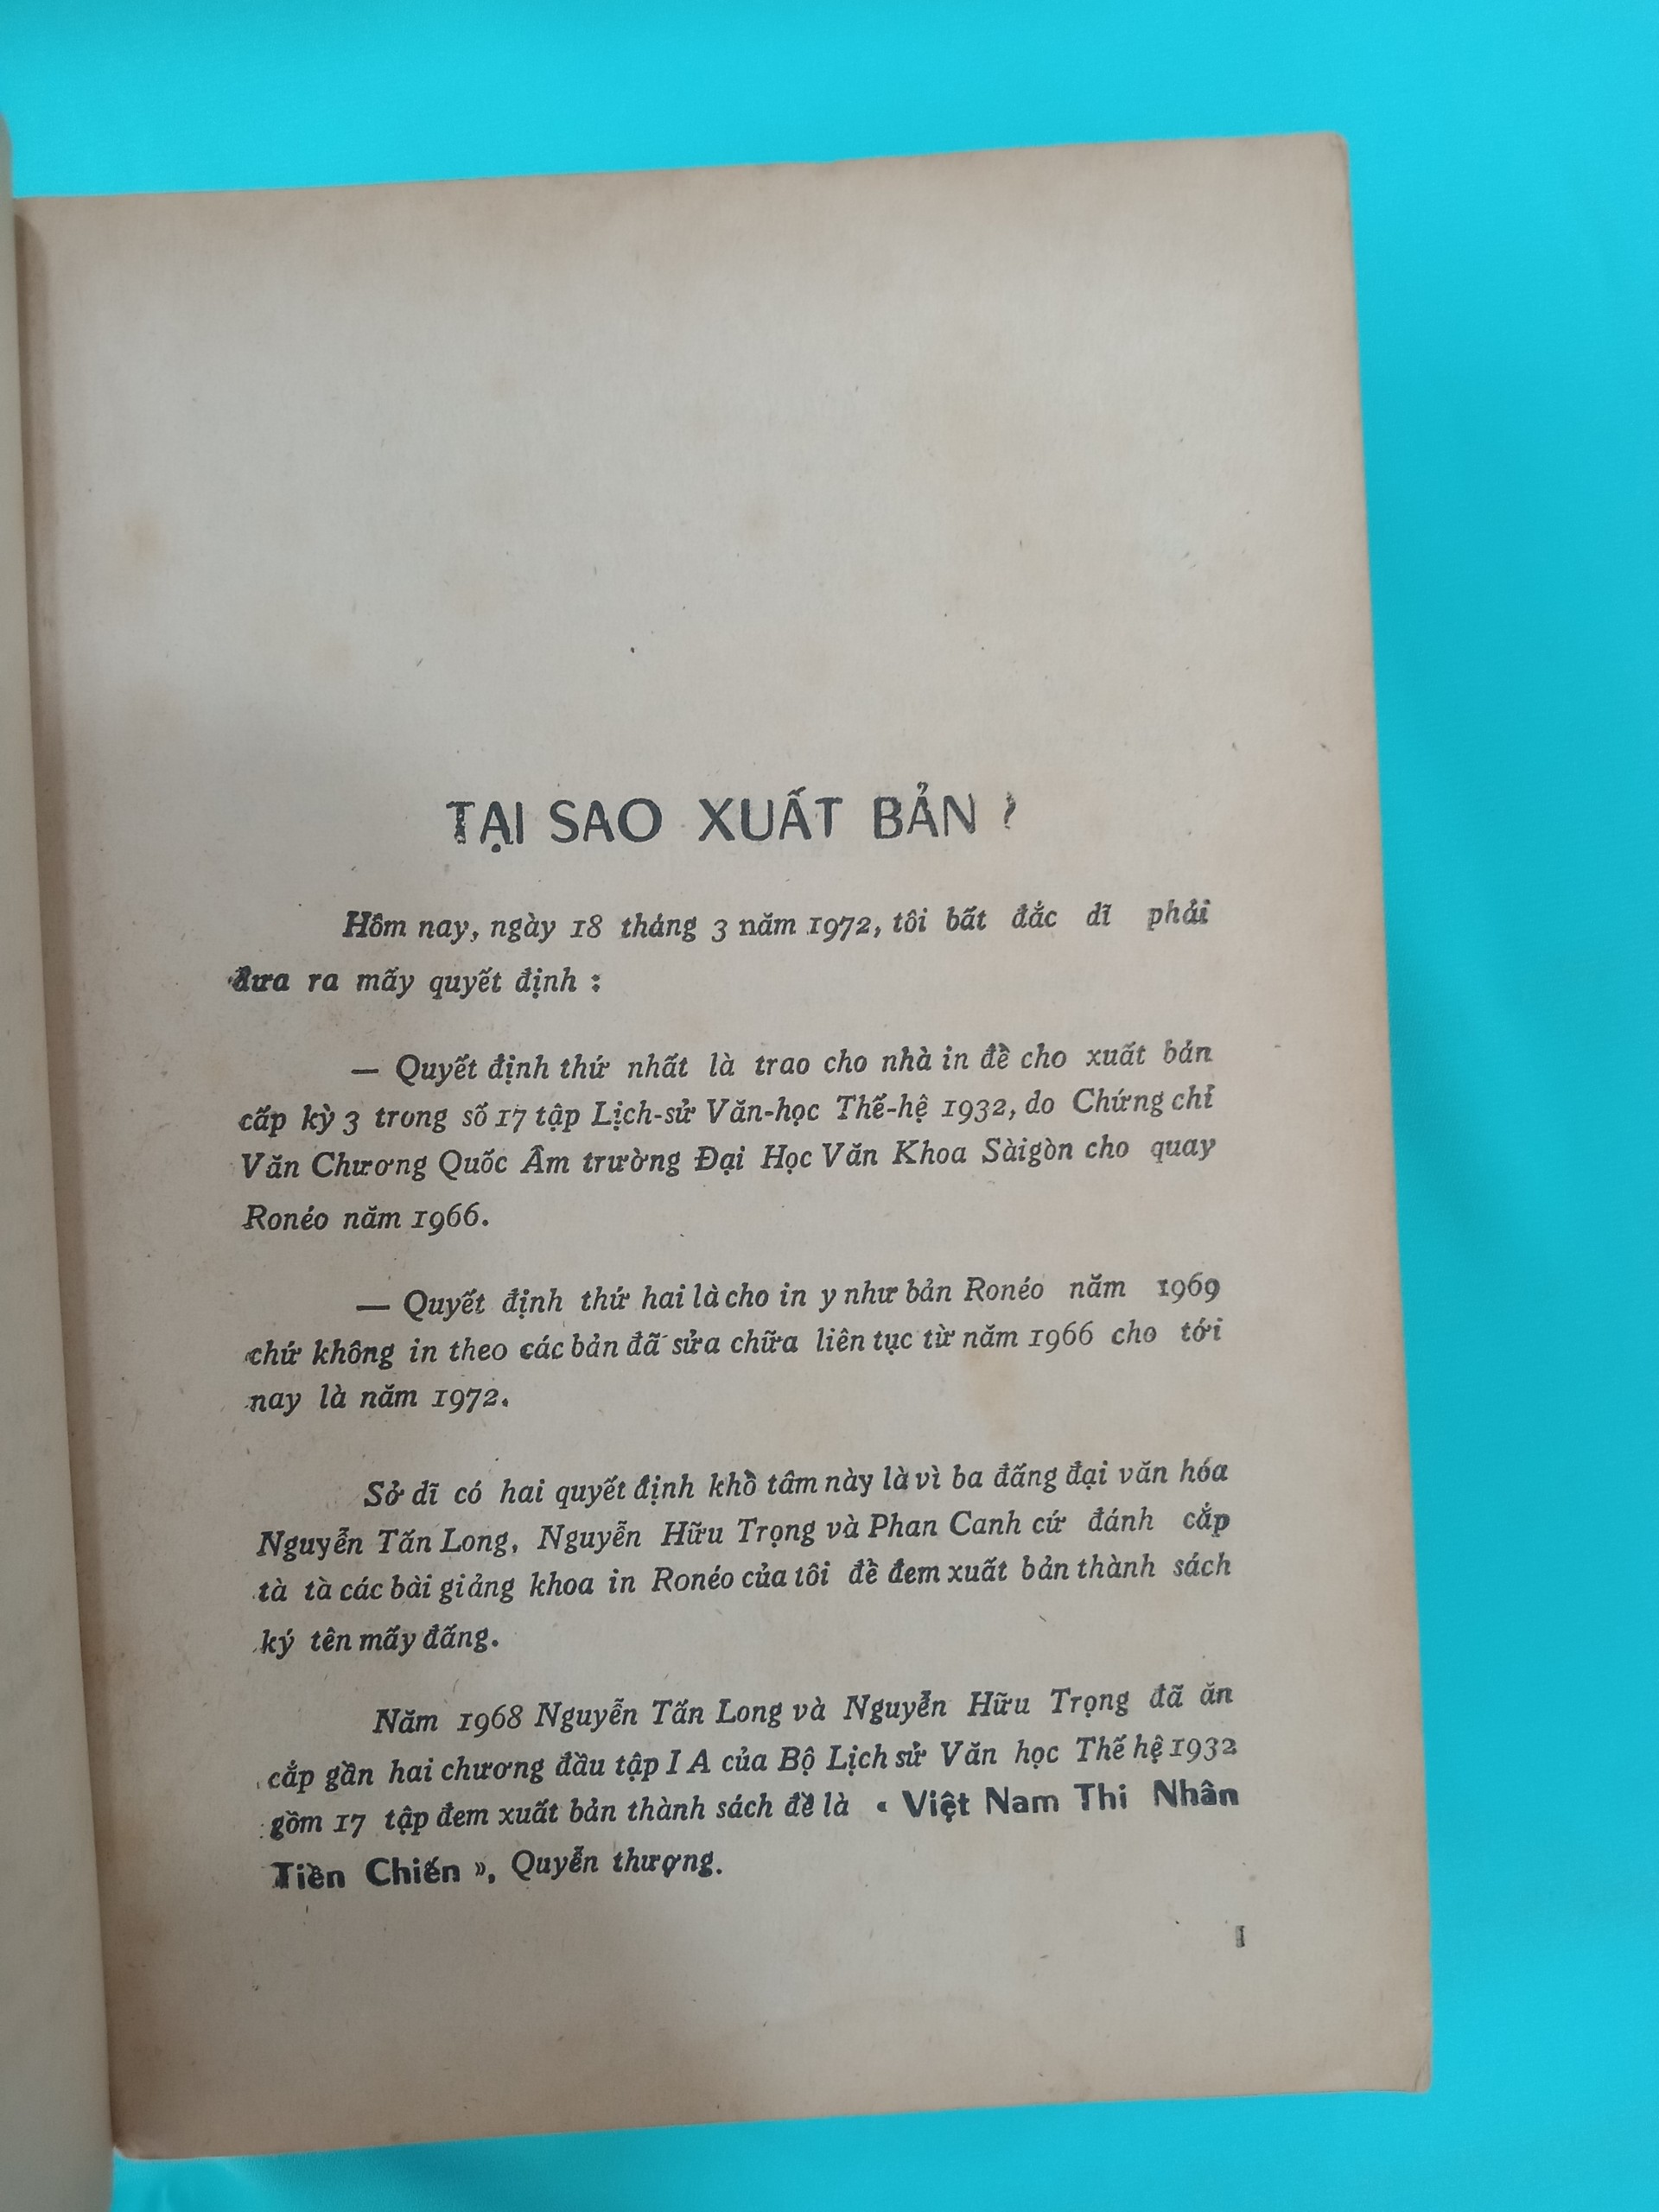 TẠI SAO XUẤT BẢN ?
Hôm nay, ngày 18 tháng 3 năm 1972, tôi bất đắc dĩ phải
đưa ra mấy quyết định :
— Quyết định thứ nhất là trao cho nhà in để cho xuất bản
cấp kỳ 3 trong số 17 tập Lịch-sử Văn-học Thế-hệ 1932, do Chứng chỉ
Văn Chương Quốc Âm trường Đại Học Văn Khoa Sàigòn cho quay
Ronéo năm 1966.
— Quyết định thứ hai là cho in y như bản Ronéo năm 1969
chứ không in theo các bản đã sửa chữa liên tục từ năm 1966 cho tới
nay là năm 1972.
Sở dĩ có hai quyết định khổ tâm này là vì ba đấng đại văn hóa
Nguyễn Tấn Long, Nguyễn Hữu Trọng và Phan Canh cứ đánh cắp
tà tà các bài giảng khoa in Ronéo của tôi để đem xuất bản thành sách
ký tên mấy đấng.
Năm 1968 Nguyễn Tấn Long và Nguyễn Hữu Trọng đã ăn
cắp gần hai chương đầu tập I A của Bộ Lịch sử Văn học Thế hệ 1932
gồm 17 tập đem xuất bản thành sách đề là « Việt Nam Thi Nhân
Tiền Chiến », Quyển thượng.
I